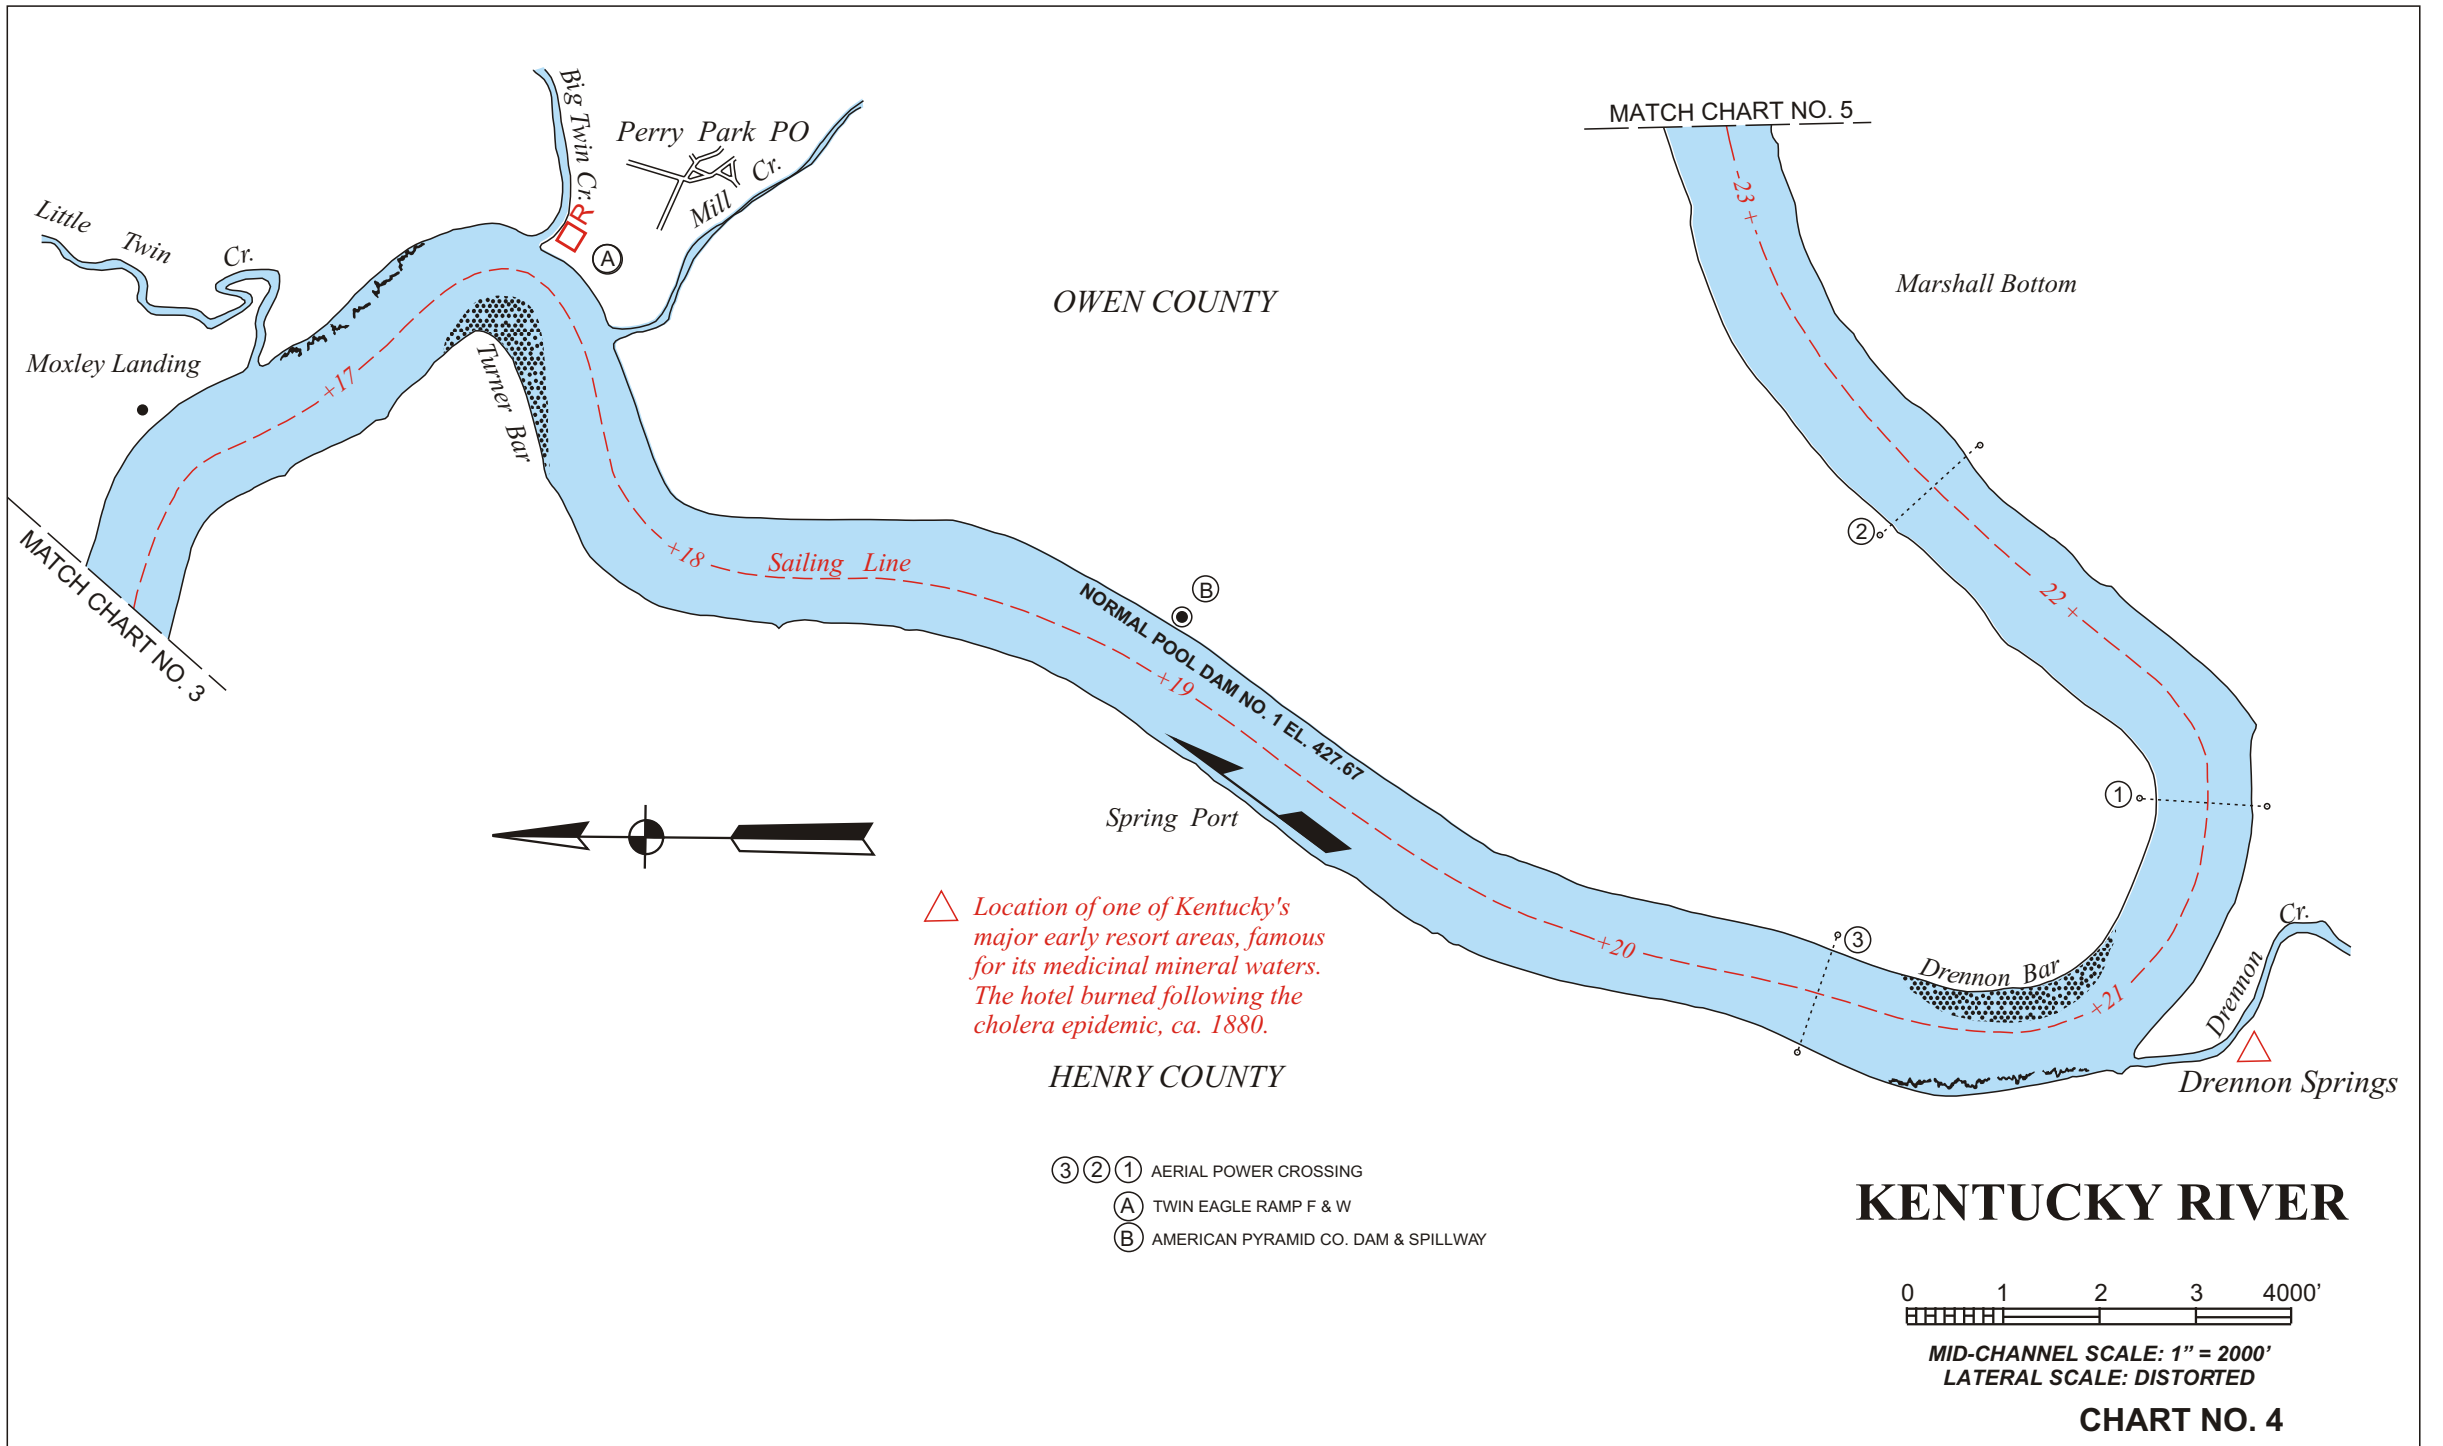 MATCH CHART NO. 5
Big Twin Cr.
Perry Park PO
Mill Cr.
R
A
Little Twin Cr.
-23 +
Marshall Bottom
OWEN COUNTY
Moxley Landing
+17
Turner Bar
MATCH CHART NO. 3
+18
Sailing Line
2
22 +
B
NORMAL POOL DAM NO. 1 EL. 427.67
+19
1
Spring Port
Location of one of Kentucky's
major early resort areas, famous
for its medicinal mineral waters.
The hotel burned following the
cholera epidemic, ca. 1880.
+20
3
Drennon Bar
+21
Drennon Cr.
Drennon Springs
HENRY COUNTY
3 2 1 AERIAL POWER CROSSING
A TWIN EAGLE RAMP F & W
B AMERICAN PYRAMID CO. DAM & SPILLWAY
KENTUCKY RIVER
0 1 2 3 4000’
MID-CHANNEL SCALE: 1” = 2000’
LATERAL SCALE: DISTORTED
CHART NO. 4